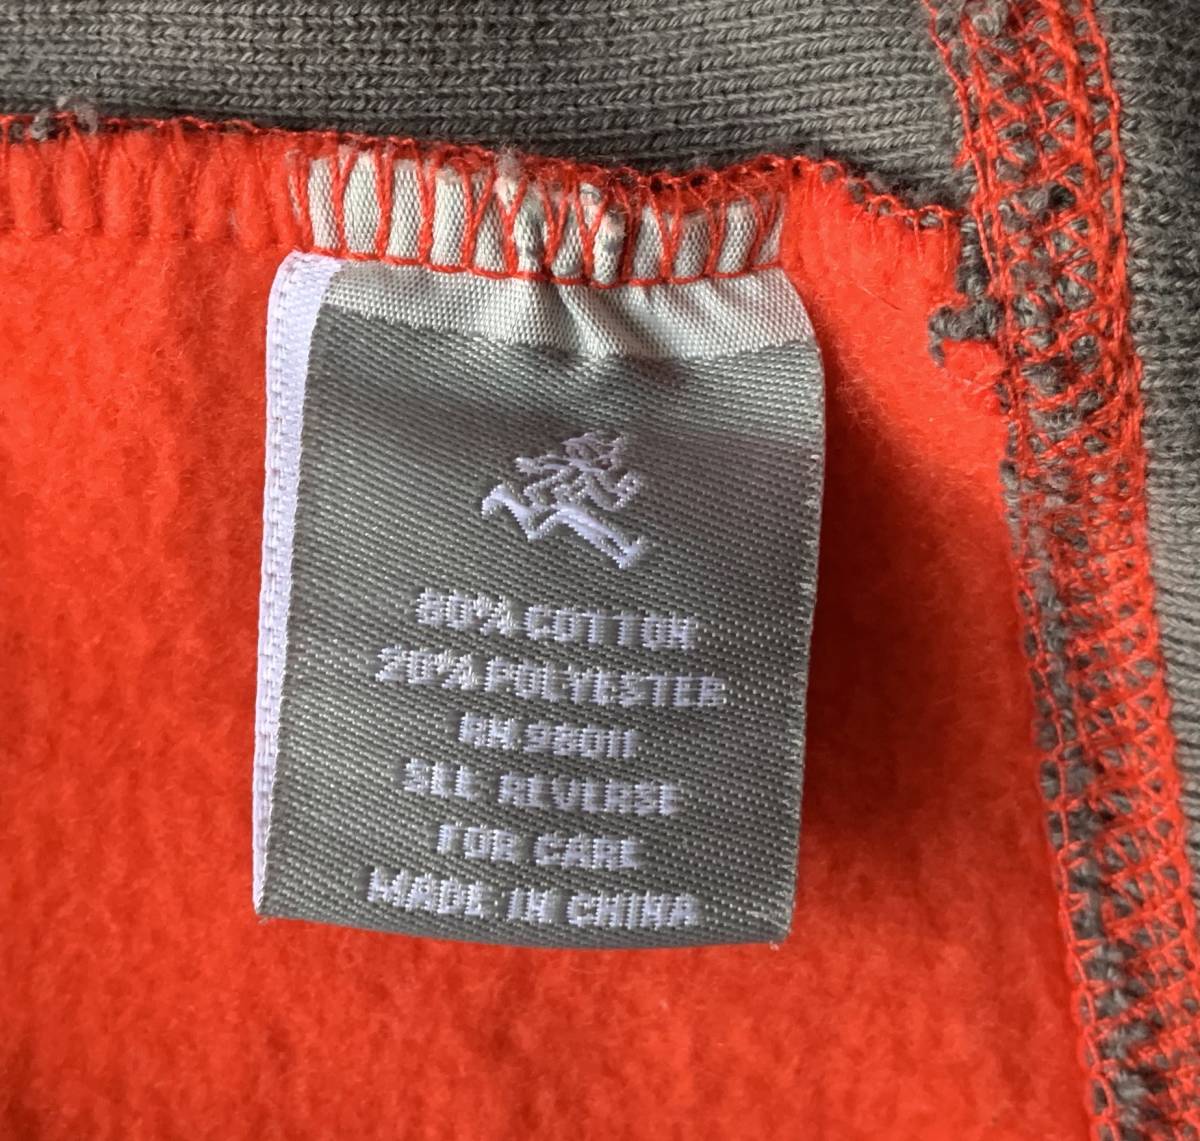 80% COTTON
20% POLYESTER
RN 98011
SEE REVERSE
FOR CARE
MADE IN CHINA